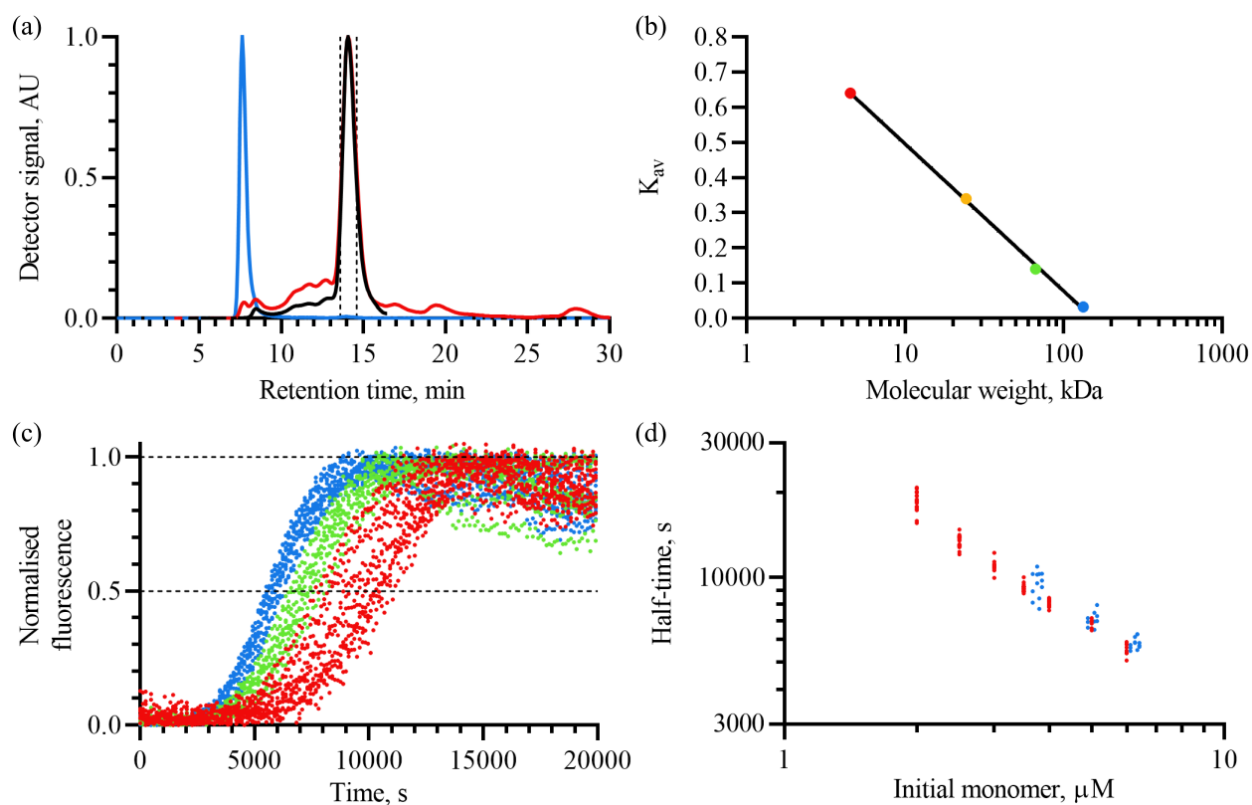 (a)
Detector signal, AU
1.0
0.5
0.0
0 5 10 15 20 25 30
Retention time, min
(b)
K_av
0.8
0.7
0.6
0.5
0.4
0.3
0.2
0.1
0.0
1 10 100 1000
Molecular weight, kDa
(c)
Normalised
fluorescence
1.0
0.5
0.0
0 5000 10000 15000 20000
Time, s
(d)
Half-time, s
30000
10000
3000
1 10
Initial monomer, μM